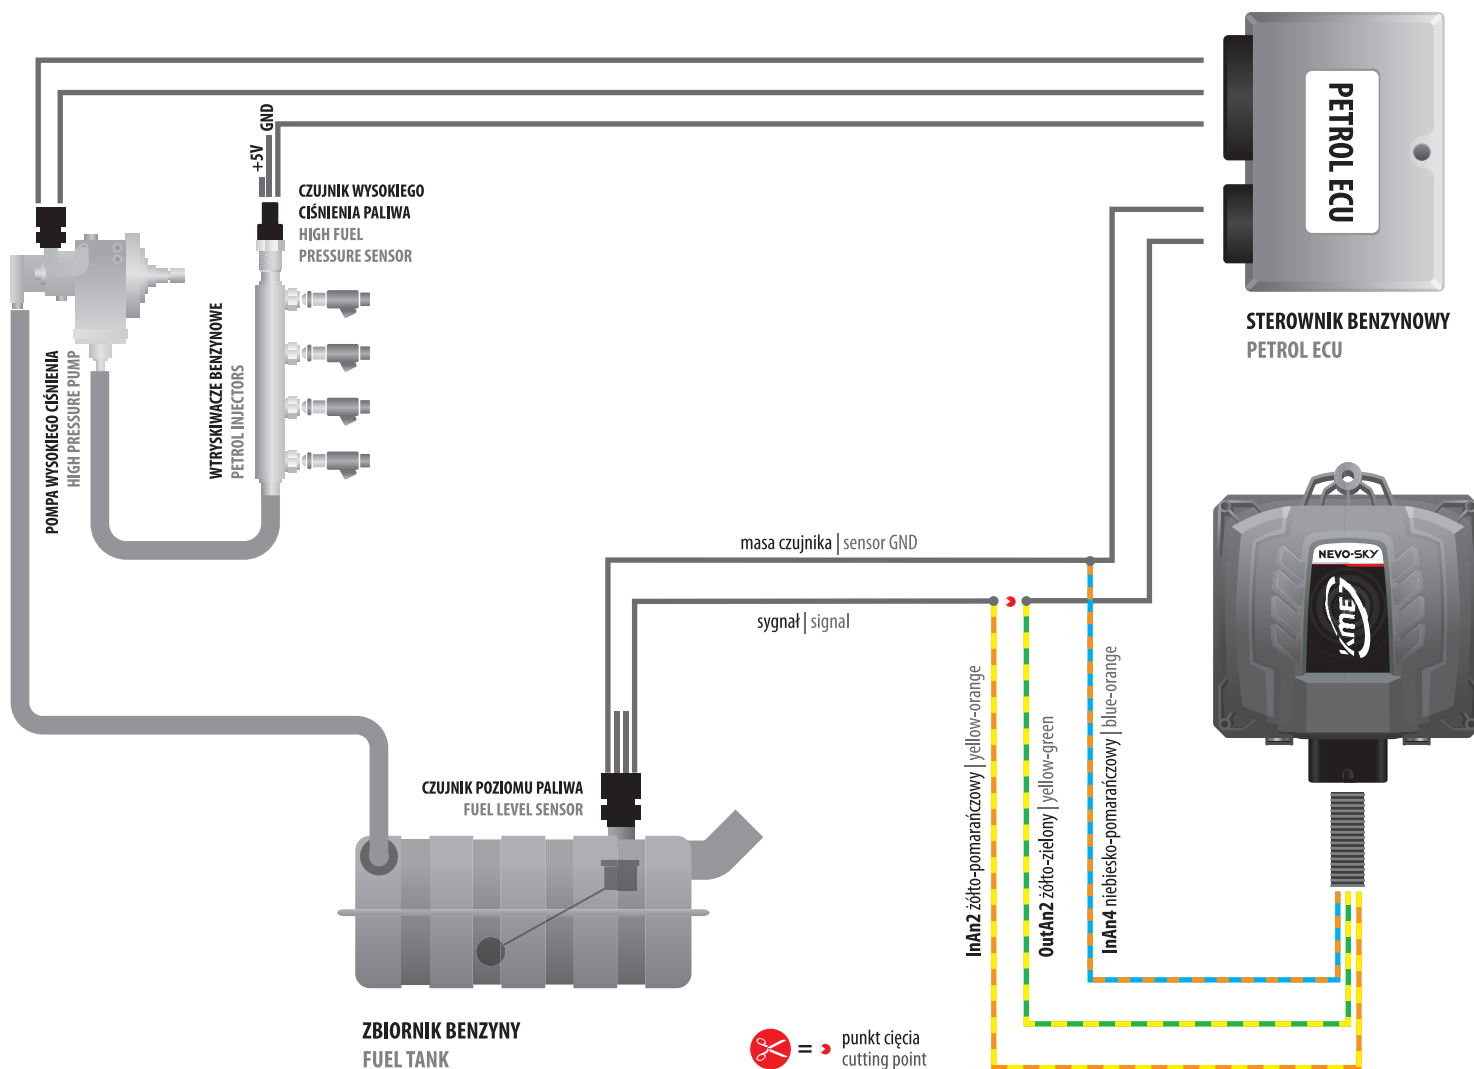 PETROL ECU
STEROWNIK BENZYNOWY
PETROL ECU
+5V
GND
CZUJNIK WYSOKIEGO
CIŚNIENIA PALIWA
HIGH FUEL
PRESSURE SENSOR
POMPA WYSOKIEGO CIŚNIENIA
HIGH PRESSURE PUMP
WTRYSKIWACZE BENZYNOWE
PETROL INJECTORS
masa czujnika | sensor GND
sygnał | signal
NEVO-SKY
KME
InAn2 żółto-pomarańczowy | yellow-orange
OutAn2 żółto-zielony | yellow-green
InAn4 niebiesko-pomarańczowy | blue-orange
CZUJNIK POZIOMU PALIWA
FUEL LEVEL SENSOR
ZBIORNIK BENZYNY
FUEL TANK
= punkt cięcia
cutting point